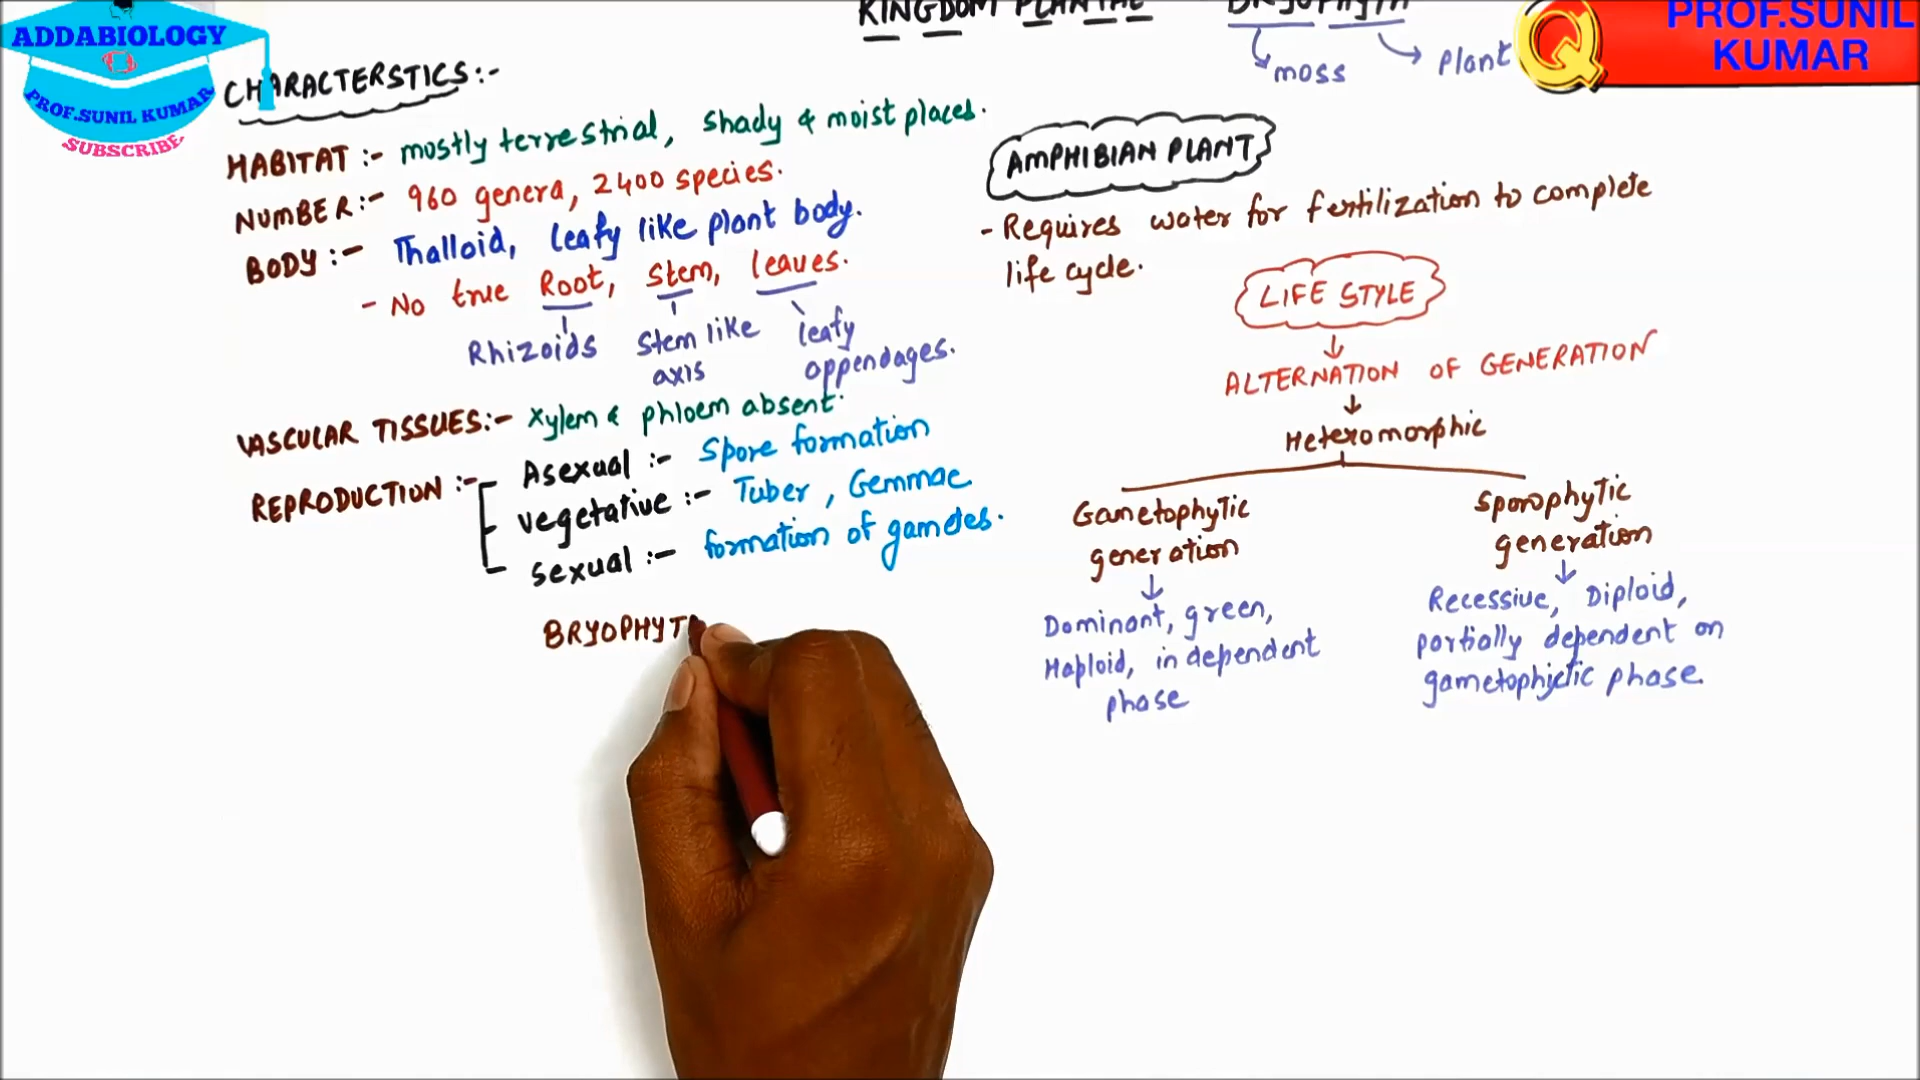 KINGDOM PLANTAE
BRYOPHYTA
moss
plant
ADDABIOLOGY
PROF.SUNIL KUMAR
SUBSCRIBE
PROF.SUNIL
KUMAR
CHARACTERSTICS:-
HABITAT :- mostly terrestrial, shady & moist places.
NUMBER:- 960 genera, 2400 species.
BODY :- Thalloid, leafy like plant body.
- No true Root, Stem, leaves.
Rhizoids
Stem like
axis
leafy
appendages.
VASCULAR TISSUES:- xylem & phloem absent.
REPRODUCTION :-
Asexual :- Spore formation
vegetative :- Tuber, Gemmae
sexual :- formation of gametes.
BRYOPHYT
AMPHIBIAN PLANT
- Requires water for fertilization to complete
life cycle.
LIFE STYLE
ALTERNATION OF GENERATION
Heteromorphic
Gametophytic
generation
Dominant, green,
Haploid, independent
phase
Sporophytic
generation
Recessive, Diploid,
partially dependent on
gametophytic phase.